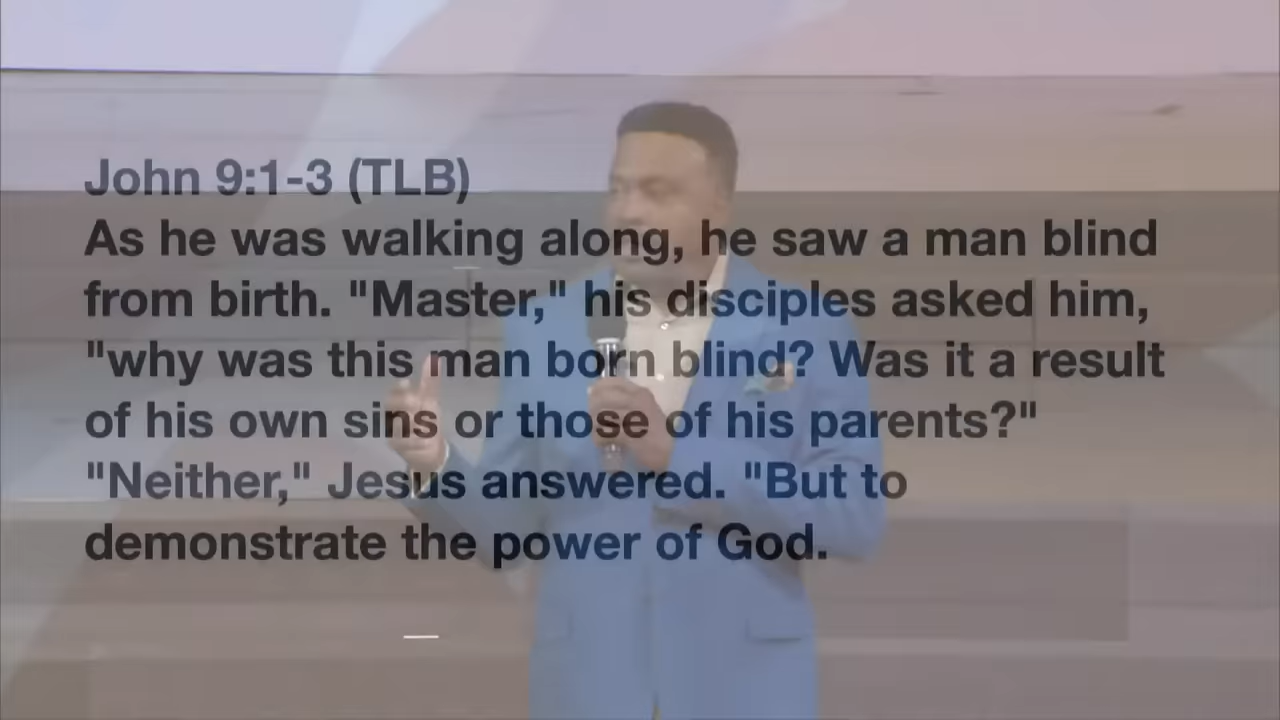 John 9:1-3 (TLB)
As he was walking along, he saw a man blind
from birth. "Master," his disciples asked him,
"why was this man born blind? Was it a result
of his own sins or those of his parents?"
"Neither," Jesus answered. "But to
demonstrate the power of God.